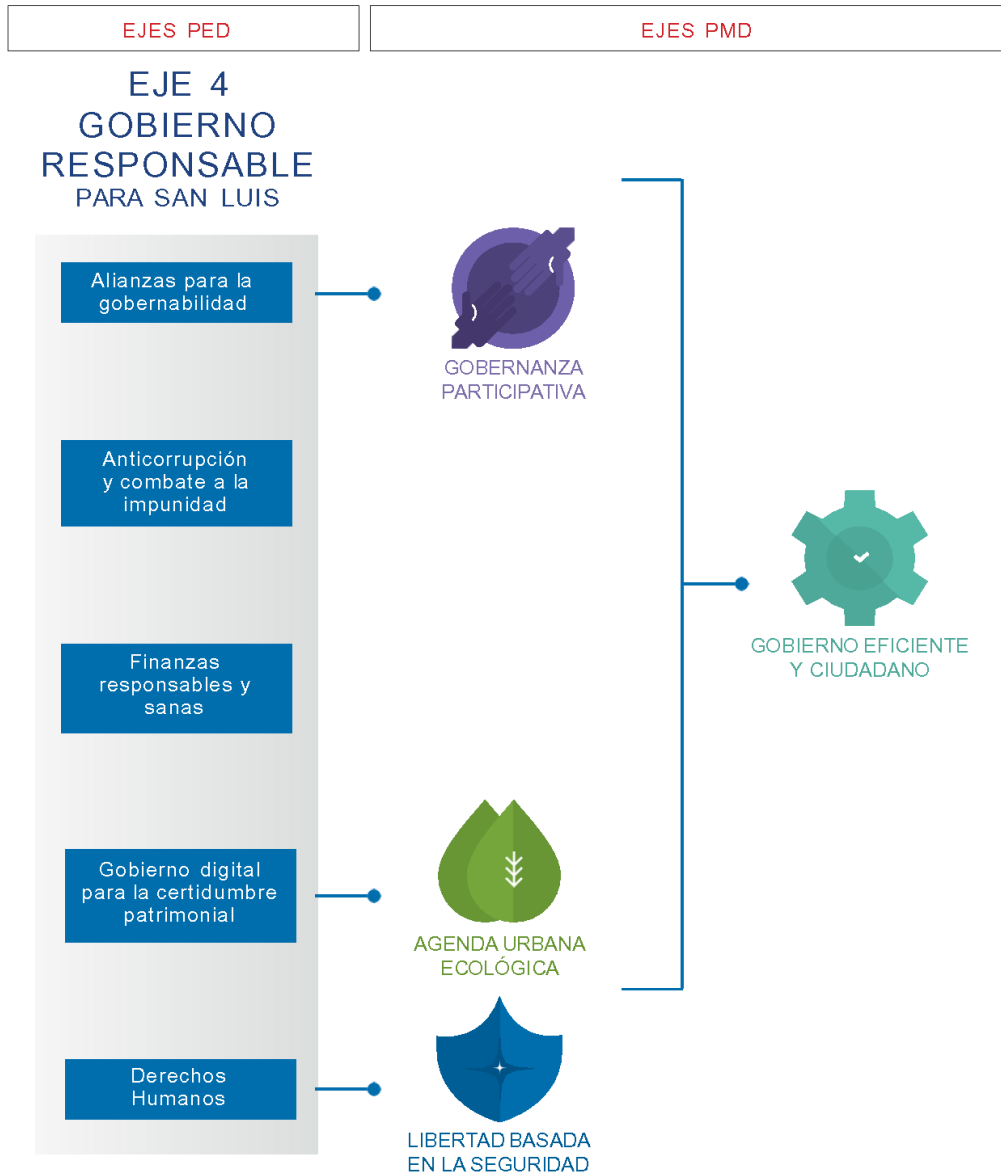 EJES PED
EJES PMD
EJE 4
GOBIERNO
RESPONSABLE
PARA SAN LUIS
Alianzas para la
gobernabilidad
GOBERNANZA
PARTICIPATIVA
Anticorrupción
y combate a la
impunidad
GOBIERNO EFICIENTE
Y CIUDADANO
Finanzas
responsables y
sanas
Gobierno digital
para la certidumbre
patrimonial
AGENDA URBANA
ECOLÓGICA
Derechos
Humanos
LIBERTAD BASADA
EN LA SEGURIDAD